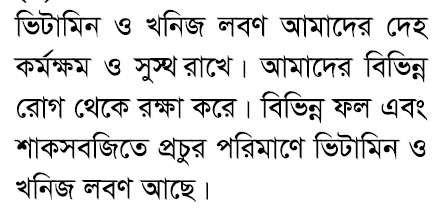 ভিটামিন ও খনিজ লবণ আমাদের দেহ
কর্মক্ষম ও সুস্থ রাখে। আমাদের বিভিন্ন
রোগ থেকে রক্ষা করে। বিভিন্ন ফল এবং
শাকসবজিতে প্রচুর পরিমাণে ভিটামিন ও
খনিজ লবণ আছে।